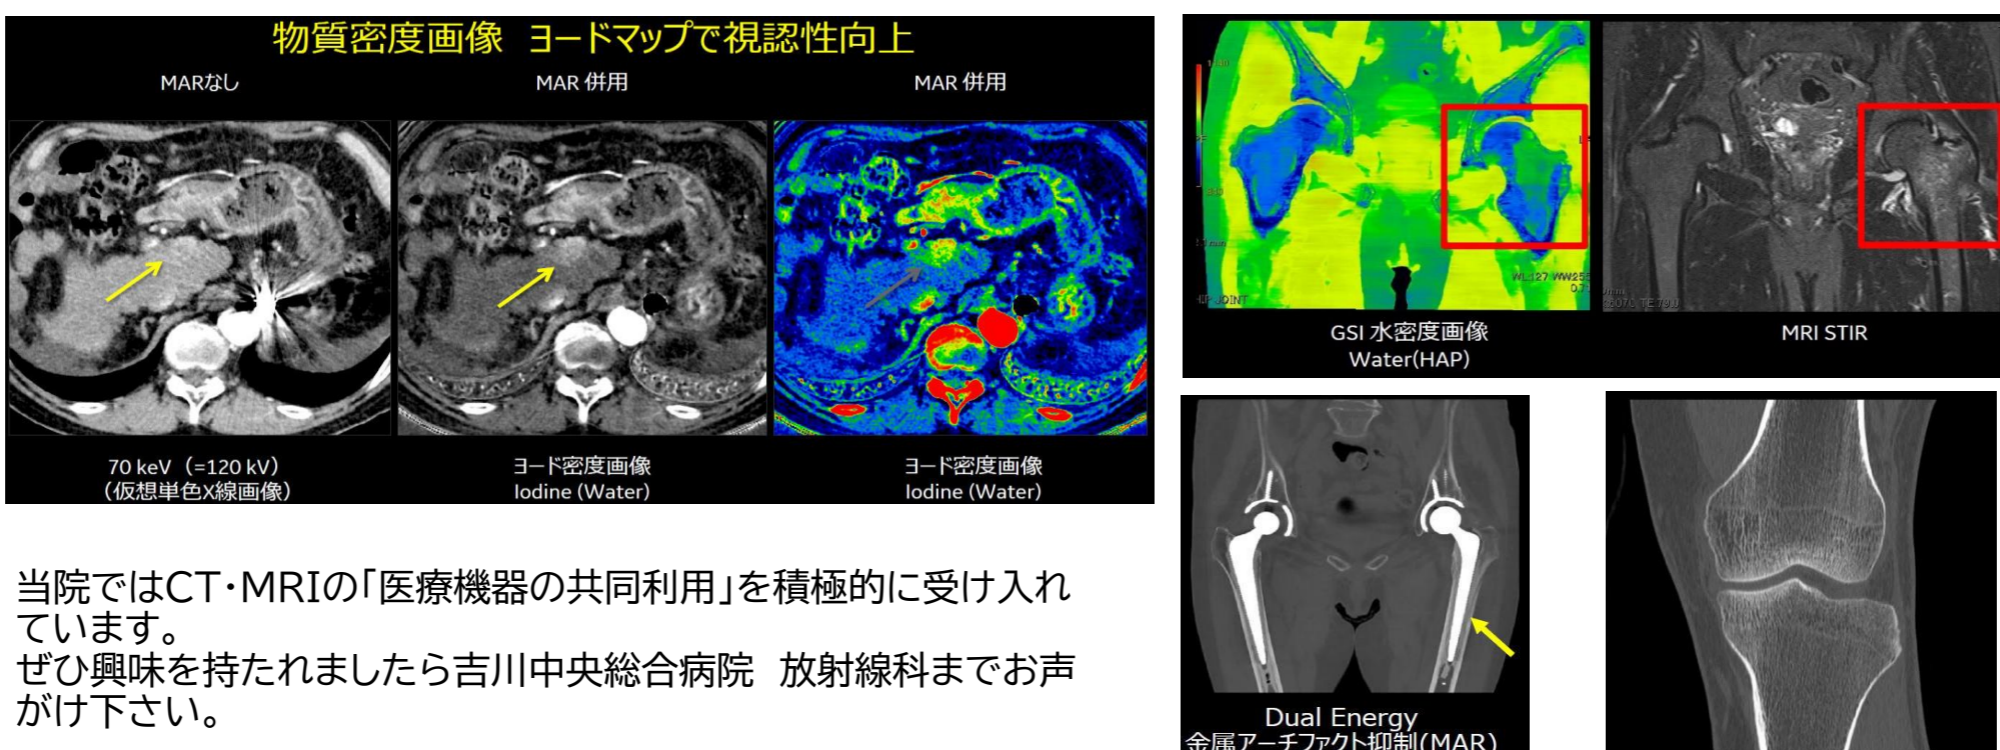 物質密度画像　ヨードマップで視認性向上
MARなし
MAR 併用
MAR 併用
70 keV（=120 kV）
（仮想単色X線画像）
ヨード密度画像
Iodine (Water)
ヨード密度画像
Iodine (Water)
WL:127 WW:255
HIP JOINT
GSI 水密度画像
Water(HAP)
MRI STIR
当院ではCT・MRIの「医療機器の共同利用」を積極的に受け入れ
ています。
ぜひ興味を持たれましたら吉川中央総合病院　放射線科までお声
がけ下さい。
Dual Energy
金属アーチファクト抑制(MAR)